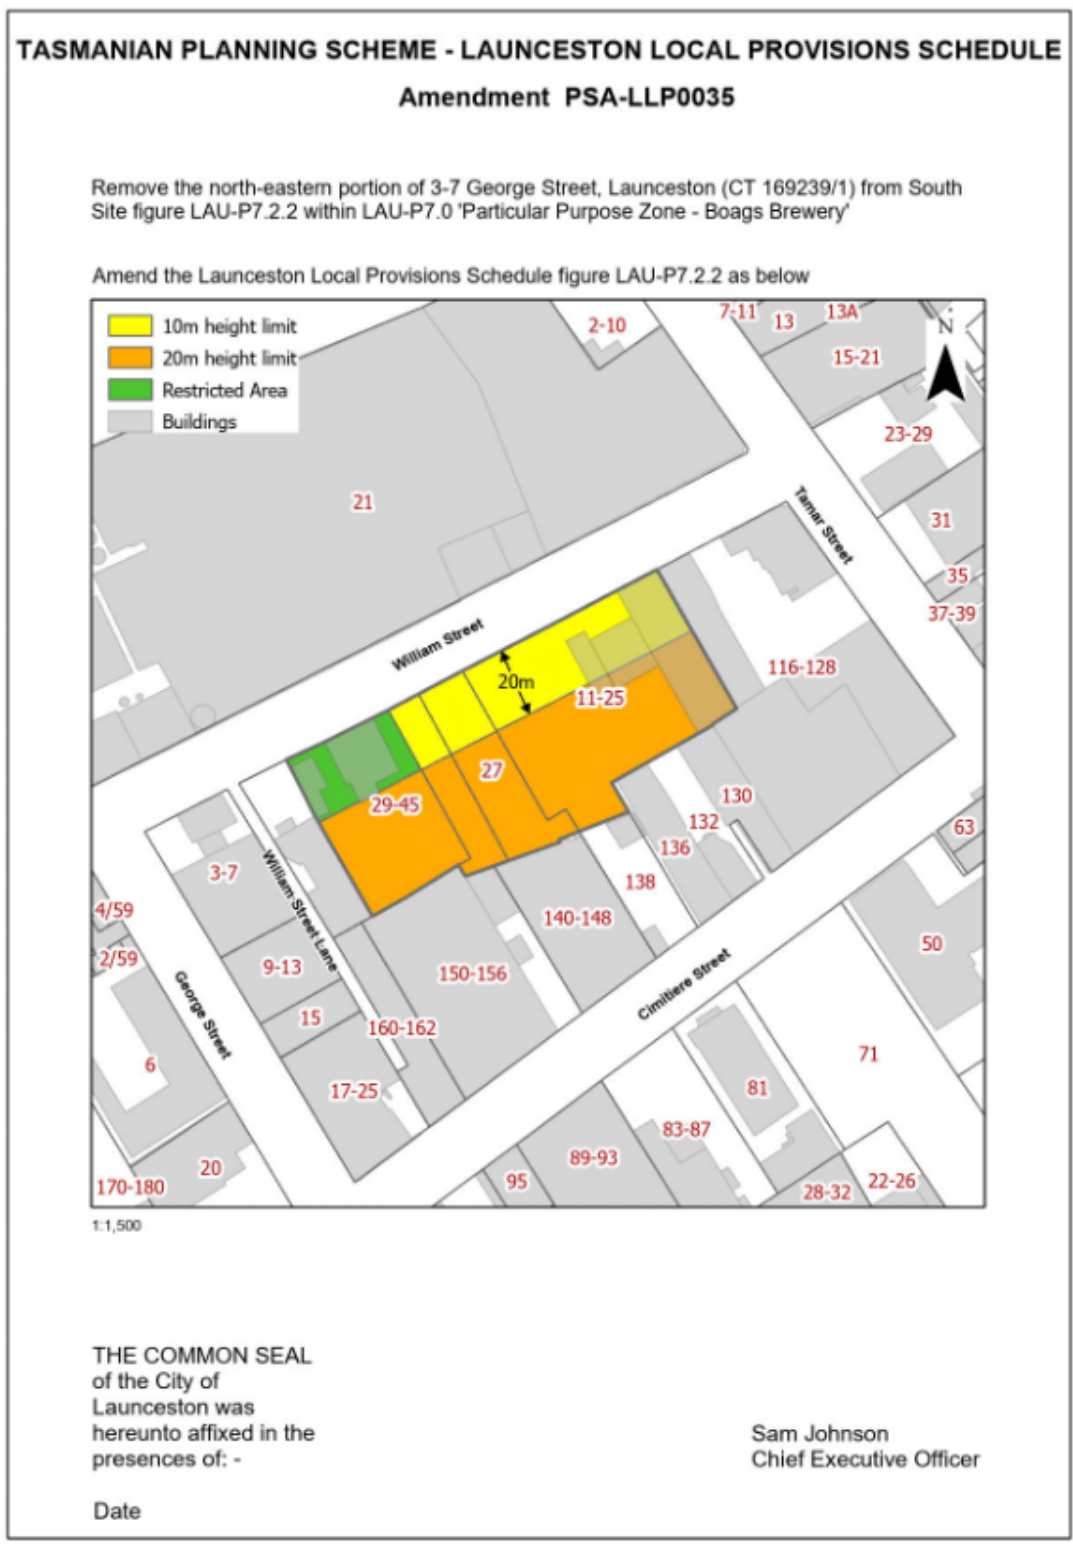 TASMANIAN PLANNING SCHEME - LAUNCESTON LOCAL PROVISIONS SCHEDULE
Amendment PSA-LLP0035
Remove the north-eastern portion of 3-7 George Street, Launceston (CT 169239/1) from South
Site figure LAU-P7.2.2 within LAU-P7.0 'Particular Purpose Zone - Boags Brewery'
Amend the Launceston Local Provisions Schedule figure LAU-P7.2.2 as below
10m height limit
20m height limit
Restricted Area
Buildings
2-10
7-11
13
13A
15-21
N
23-29
21
Tamar Street
31
35
37-39
William Street
20m
11-25
116-128
27
29-45
130
132
136
63
138
3-7
William Street Lane
4/59
2/59
140-148
50
9-13
150-156
George Street
Cimitiere Street
15
160-162
71
6
17-25
81
83-87
89-93
20
170-180
95
28-32
22-26
1:1,500
THE COMMON SEAL
of the City of
Launceston was
hereunto affixed in the
presences of: -
Sam Johnson
Chief Executive Officer
Date